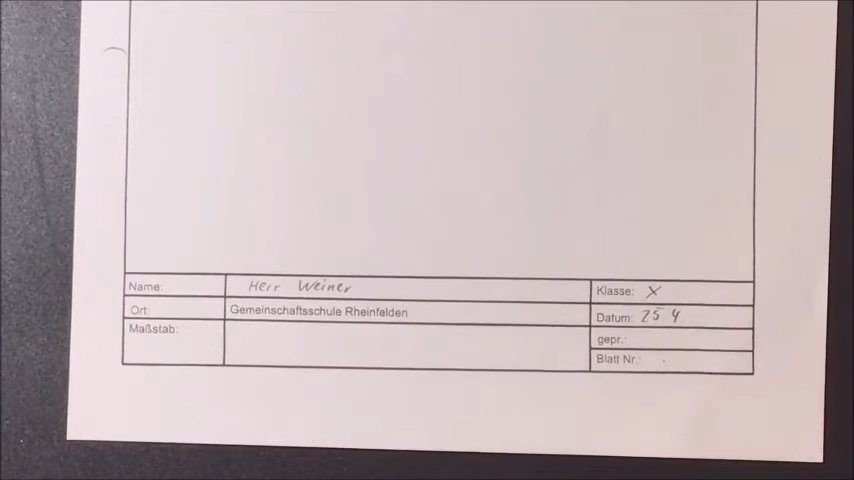 Name: Herr Weiner Klasse: X
Ort: Gemeinschaftsschule Rheinfelden Datum: 25 4
Maßstab: gepr.:
Blatt Nr.: